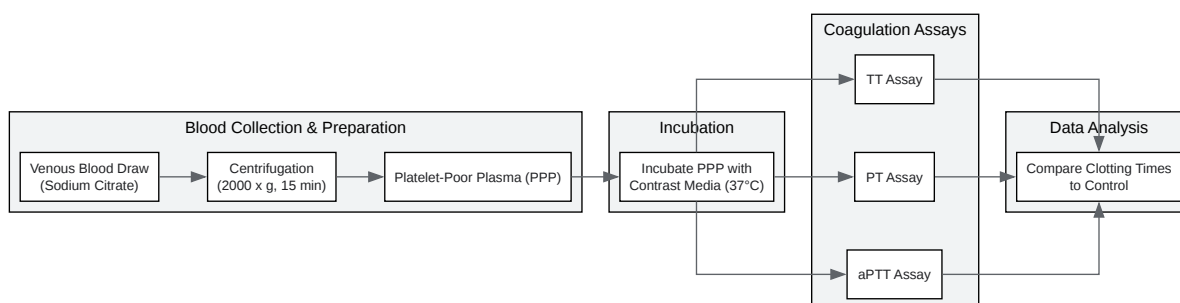 Coagulation Assays
TT Assay
Blood Collection & Preparation
Incubation
Data Analysis
Venous Blood Draw
(Sodium Citrate)
Centrifugation
(2000 x g, 15 min)
Platelet-Poor Plasma (PPP)
Incubate PPP with
Contrast Media (37°C)
PT Assay
Compare Clotting Times
to Control
aPTT Assay